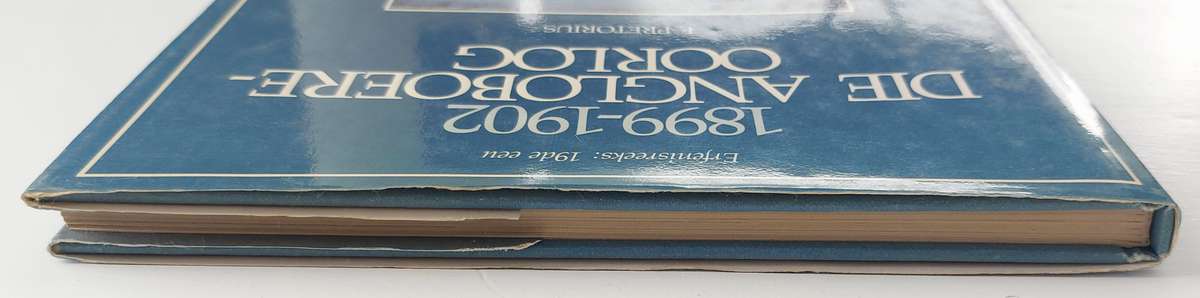 Erfenisreeks: 19de eeu
1899-1902
DIE ANGLOBOERE-
OORLOG
PRETORIUS